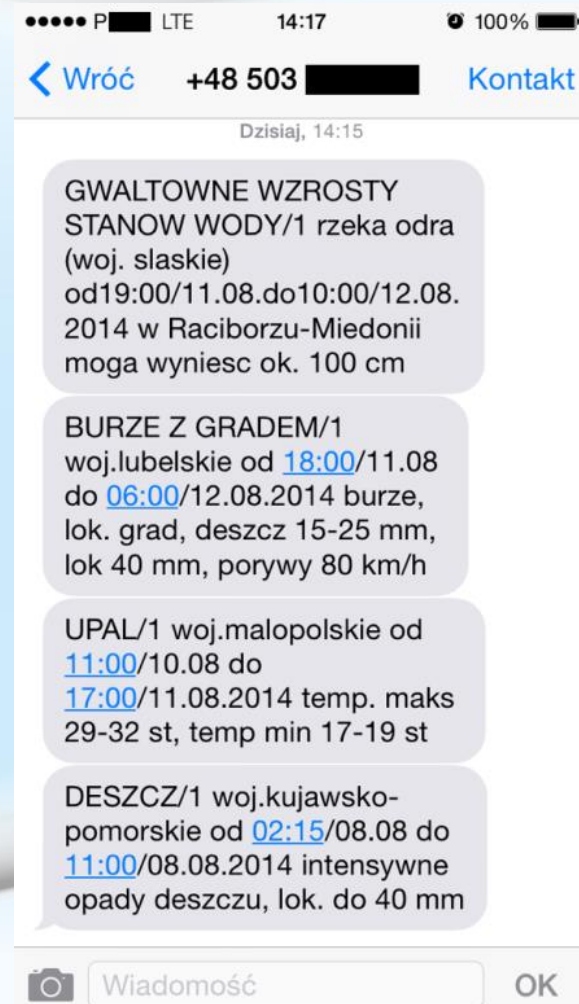 P LTE 14:17 100%
Wróć +48 503 Kontakt
Dzisiaj, 14:15
GWALTOWNE WZROSTY
STANOW WODY/1 rzeka odra
(woj. slaskie)
od19:00/11.08.do10:00/12.08.
2014 w Raciborzu-Miedonii
moga wyniesc ok. 100 cm
BURZE Z GRADEM/1
woj.lubelskie od 18:00/11.08
do 06:00/12.08.2014 burze,
lok. grad, deszcz 15-25 mm,
lok 40 mm, porywy 80 km/h
UPAL/1 woj.malopolskie od
11:00/10.08 do
17:00/11.08.2014 temp. maks
29-32 st, temp min 17-19 st
DESZCZ/1 woj.kujawsko-
pomorskie od 02:15/08.08 do
11:00/08.08.2014 intensywne
opady deszczu, lok. do 40 mm
Wiadomość OK